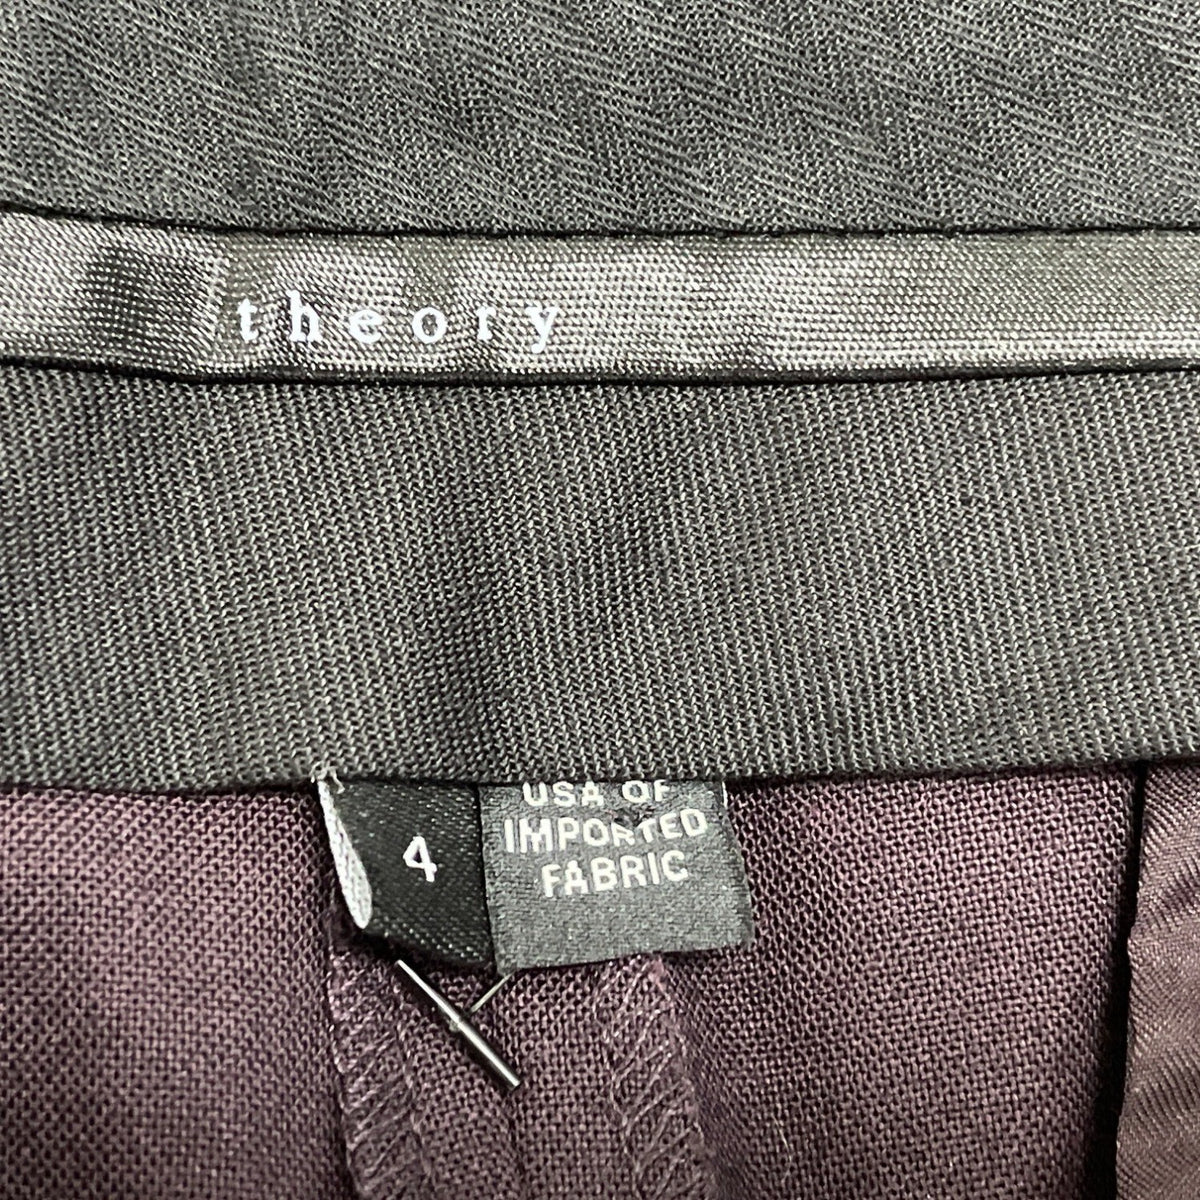 theory
4
USA OF
IMPORTED
FABRIC